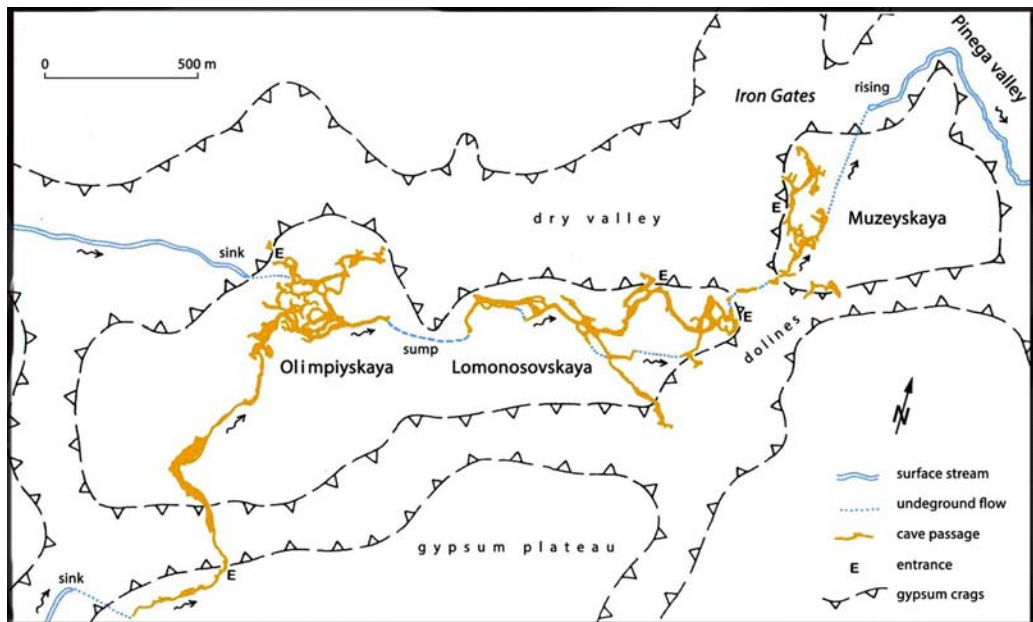 0 500 m
Pinega valley
rising
Iron Gates
dry valley
E
Muzeyskaya
sink
E
E
E
dolines
sump
Olimpiyskaya
Lomonosovskaya
N
surface stream
undeguound flow
cave passage
E entrance
gypsum crags
gypsum plateau
sink
E